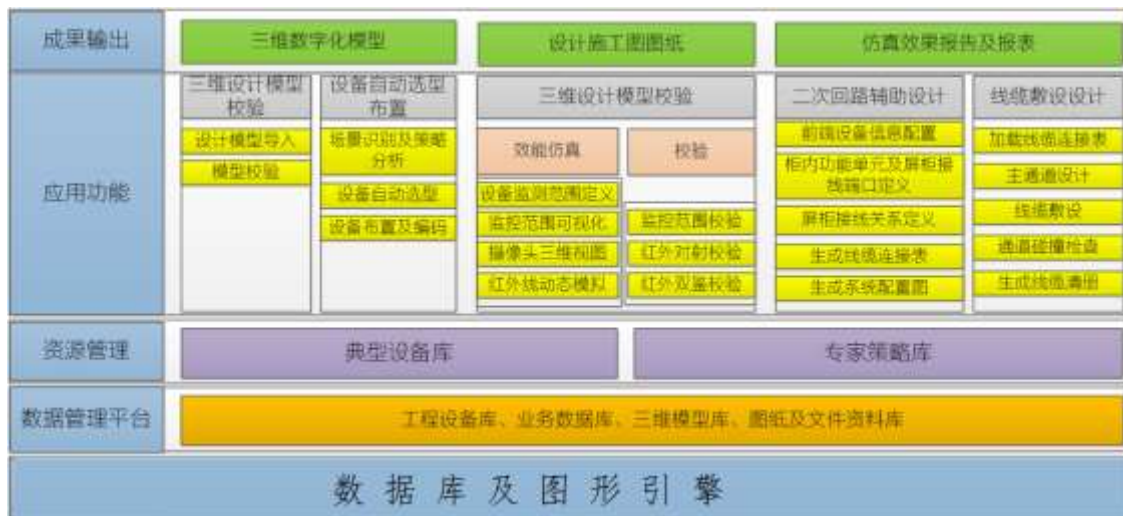 成果输出
三维数字化模型
设计施工图图纸
仿真效果报告及报表
应用功能
三维设计模型
校验
设计模型导入
模型校验
设备自动选型
布置
场景识别及策略
分析
设备自动选型
设备布置及编码
三维设计模型校验
效能仿真
校验
设备监测范围定义
监控范围可视化
摄像头三维视图
红外线动态模拟
监控范围校验
红外对射校验
红外双鉴校验
二次回路辅助设计
前端设备信息配置
柜内功能单元及屏柜接
线端口定义
屏柜接线关系定义
生成线缆连接表
生成系统配置图
线缆敷设设计
加载线缆连接表
主通道设计
线缆敷设
通道碰撞检查
生成线缆清册
资源管理
典型设备库
专家策略库
数据管理平台
工程设备库、业务数据库、三维模型库、图纸及文件资料库
数据库及图形引擎